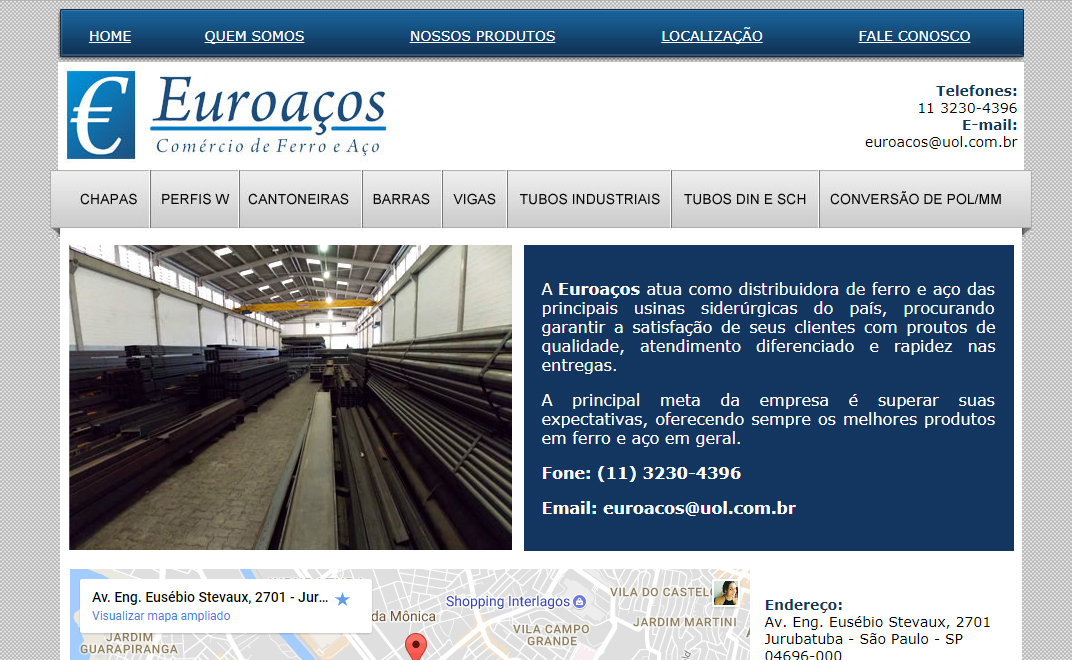 HOME QUEM SOMOS NOSSOS PRODUTOS LOCALIZAÇÃO FALE CONOSCO
€ Euroaços
Comércio de Ferro e Aço
Telefones:
11 3230-4396
E-mail:
euroacos@uol.com.br
CHAPAS PERFIS W CANTONEIRAS BARRAS VIGAS TUBOS INDUSTRIAIS TUBOS DIN E SCH CONVERSÃO DE POL/MM
A Euroaços atua como distribuidora de ferro e aço das
principais usinas siderúrgicas do país, procurando
garantir a satisfação de seus clientes com proutos de
qualidade, atendimento diferenciado e rapidez nas
entregas.
A principal meta da empresa é superar suas
expectativas, oferecendo sempre os melhores produtos
em ferro e aço em geral.
Fone: (11) 3230-4396
Email: euroacos@uol.com.br
Av. Eng. Eusébio Stevaux, 2701 - Jur...
Visualizar mapa ampliado
da Mônica
Shopping Interlagos
VILA DO CASTEL
JARDIM MARTINI
VILA CAMPO
GRANDE
JARDIM
GUARAPIRANGA
Endereço:
Av. Eng. Eusébio Stevaux, 2701
Jurubatuba - São Paulo - SP
04696-000